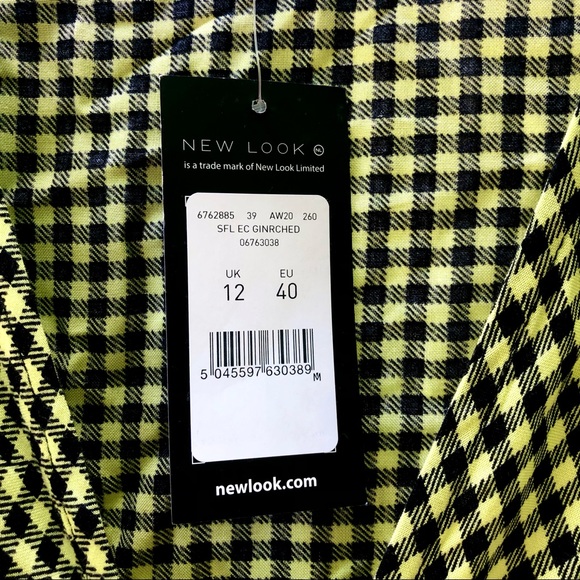 NEW LOOK NL
is a trade mark of New Look Limited
6762885 39 AW20 260
SFL EC GINRCHED
06763038
UK EU
12 40
5 045597 630389 M
newlook.com